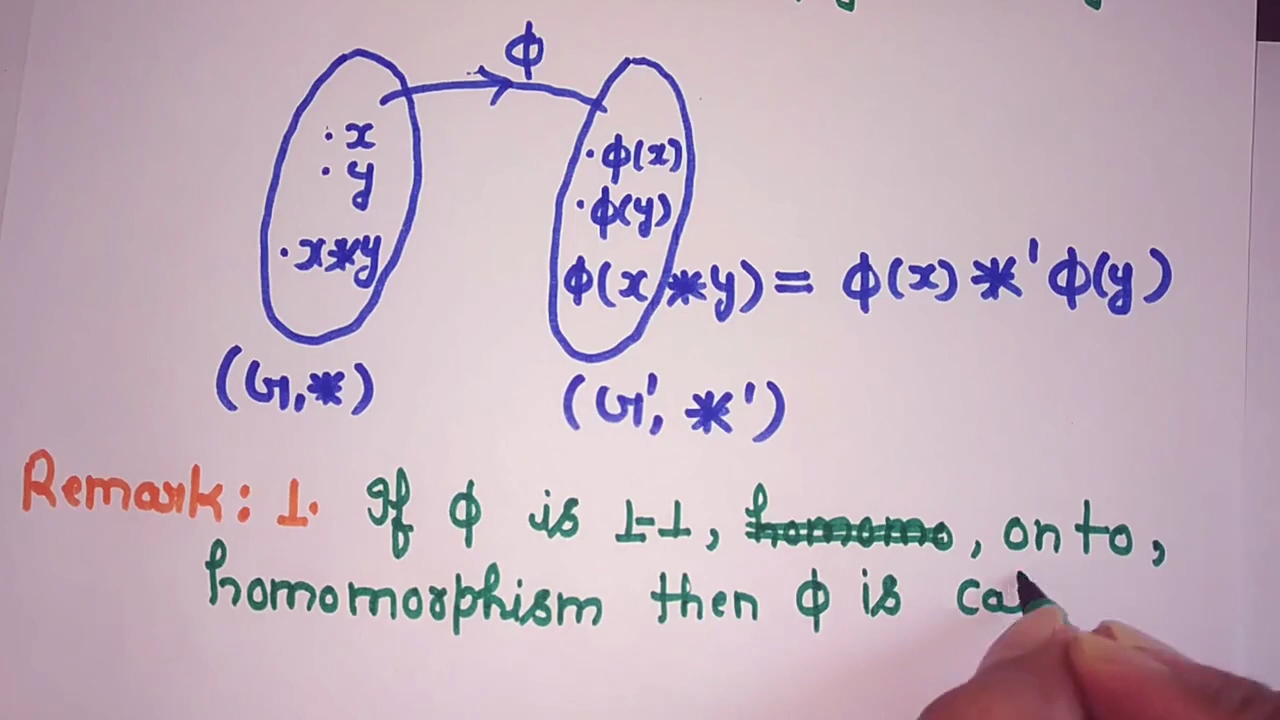 ϕ
· x
· y
· x*y
· ϕ(x)
· ϕ(y)
ϕ(x*y) = ϕ(x) *' ϕ(y)
(G,*)
(G', *')
Remark: 1. If ϕ is 1-1, homomo, onto,
homomorphism then ϕ is ca